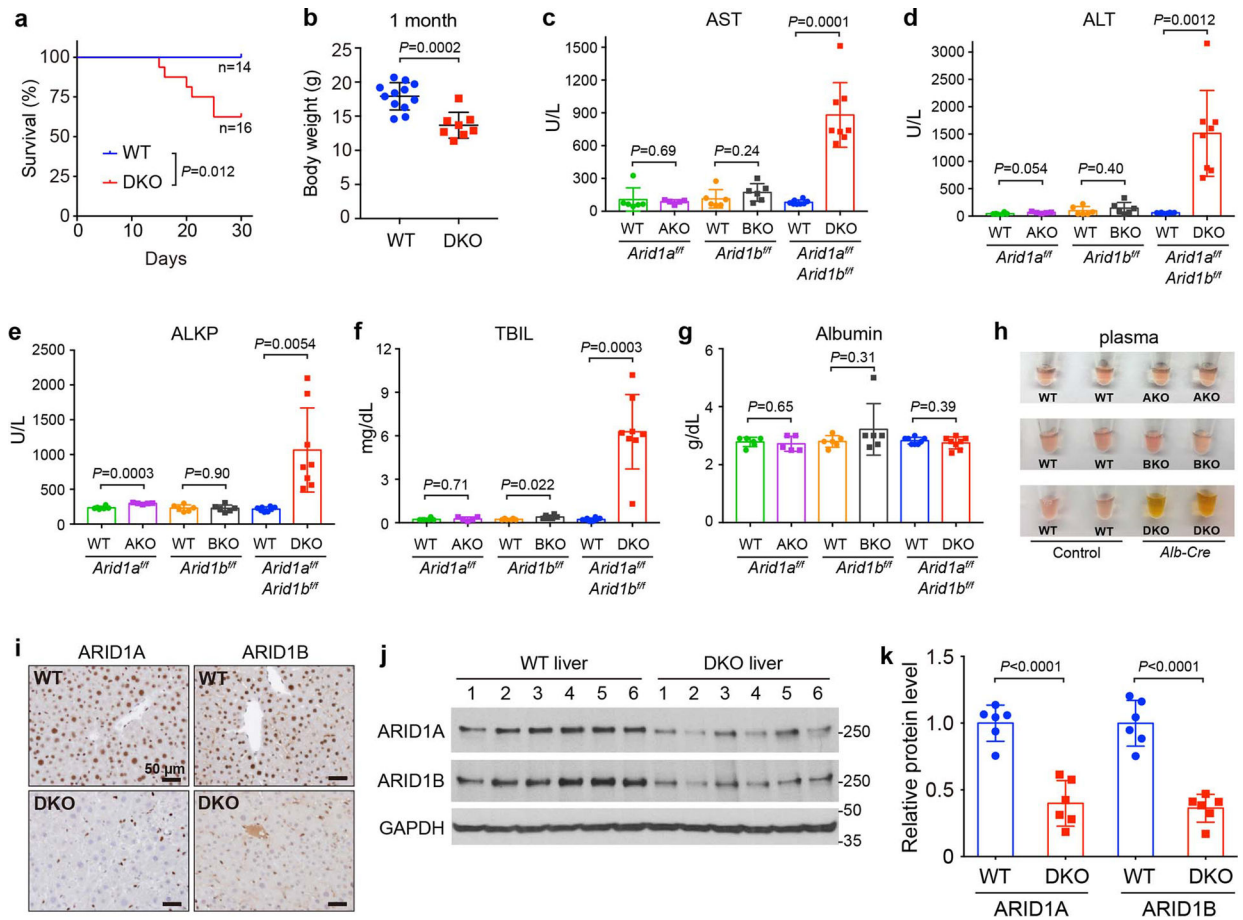 a
Survival (%)
100
75
50
25
0
n=14
n=16
WT
DKO
P=0.012
0
10
20
30
Days
b
1 month
P=0.0002
Body weight (g)
25
20
15
10
5
0
WT
DKO
c
AST
P=0.0001
U/L
1500
1200
900
600
300
0
P=0.69
P=0.24
WT AKO WT BKO WT DKO
Arid1a^f/f Arid1b^f/f Arid1a^f/f
Arid1b^f/f
d
ALT
P=0.0012
U/L
3000
2500
2000
1500
1000
500
0
P=0.054
P=0.40
WT AKO WT BKO WT DKO
Arid1a^f/f Arid1b^f/f Arid1a^f/f
Arid1b^f/f
e
ALKP
P=0.0054
U/L
2500
2000
1500
1000
500
0
P=0.0003
P=0.90
WT AKO WT BKO WT DKO
Arid1a^f/f Arid1b^f/f Arid1a^f/f
Arid1b^f/f
f
TBIL
P=0.0003
mg/dL
12
9
6
3
0
P=0.71
P=0.022
WT AKO WT BKO WT DKO
Arid1a^f/f Arid1b^f/f Arid1a^f/f
Arid1b^f/f
g
Albumin
g/dL
6
4
2
0
P=0.31
P=0.65
P=0.39
WT AKO WT BKO WT DKO
Arid1a^f/f Arid1b^f/f Arid1a^f/f
Arid1b^f/f
h
plasma
WT WT AKO AKO
WT WT BKO BKO
WT WT DKO DKO
Control Alb-Cre
i
ARID1A ARID1B
WT WT
50 µm
DKO DKO
j
WT liver DKO liver
1 2 3 4 5 6 1 2 3 4 5 6
ARID1A -250
ARID1B -250
-50
GAPDH
-35
k
Relative protein level
1.5
1.0
0.5
0
P<0.0001 P<0.0001
WT DKO WT DKO
ARID1A ARID1B